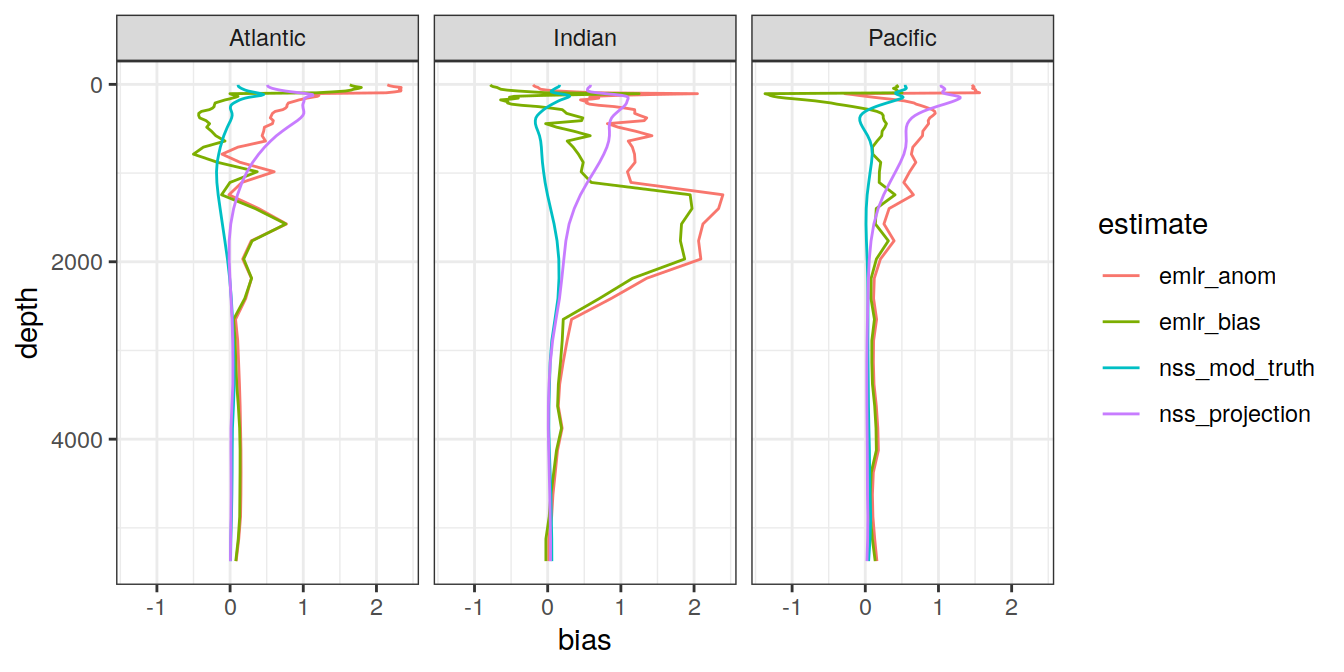 Atlantic Indian Pacific
0
2000
4000
depth
-1 0 1 2 -1 0 1 2 -1 0 1 2
bias
estimate
emlr_anom
emlr_bias
nss_mod_truth
nss_projection